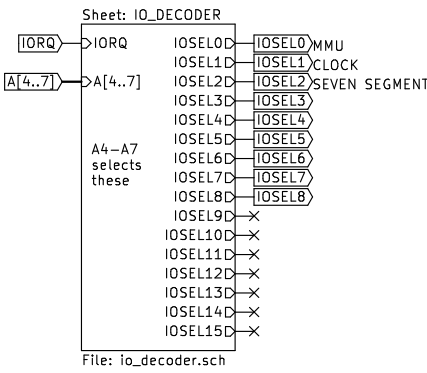 Sheet: IO_DECODER
IORQ IORQ IOSEL0 IOSEL0 MMU
IOSEL1 IOSEL1 CLOCK
A[4..7] A[4..7] IOSEL2 IOSEL2 SEVEN SEGMENT
IOSEL3 IOSEL3
IOSEL4 IOSEL4
IOSEL5 IOSEL5
A4-A7 IOSEL6 IOSEL6
selects IOSEL7 IOSEL7
these IOSEL8 IOSEL8
IOSEL9
IOSEL10
IOSEL11
IOSEL12
IOSEL13
IOSEL14
IOSEL15
File: io_decoder.sch